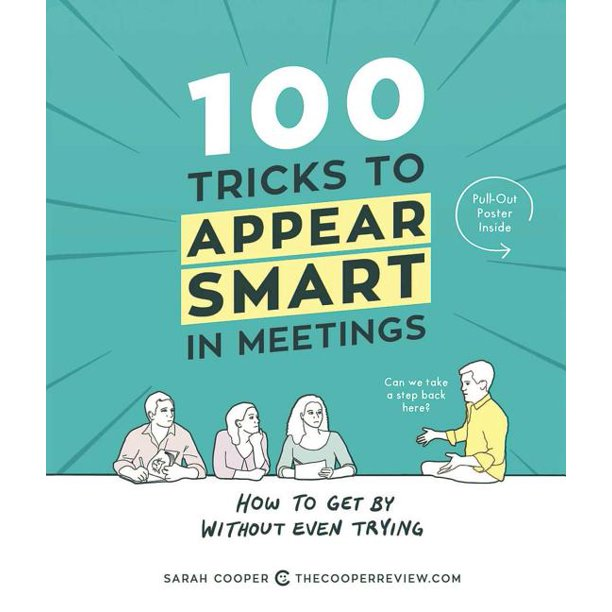 100
TRICKS TO
APPEAR
SMART
IN MEETINGS
Pull-Out
Poster
Inside
Can we take
a step back
here?
HOW TO GET BY
WITHOUT EVEN TRYING
SARAH COOPER THECOOPERREVIEW.COM